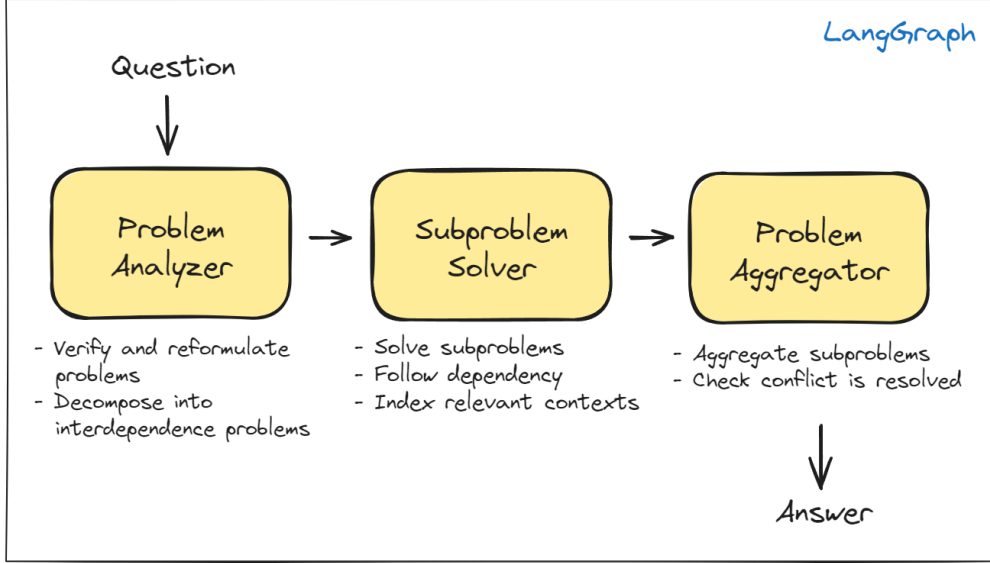 LangGraph
Question
Problem
Analyzer
- Verify and reformulate
problems
- Decompose into
interdependence problems
Subproblem
Solver
- Solve subproblems
- Follow dependency
- Index relevant contexts
Problem
Aggregator
- Aggregate subproblems
- Check conflict is resolved
Answer